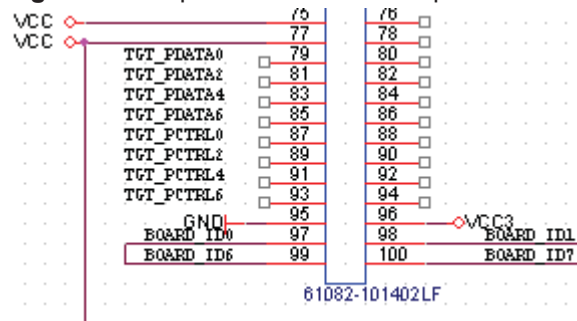 75 76
VCC 77 78
VCC
TGT_PDATA0 79 80
TGT_PDATA2 81 82
TGT_PDATA4 83 84
TGT_PDATA6 85 86
TGT_PCTRL0 87 88
TGT_PCTRL2 89 90
TGT_PCTRL4 91 92
TGT_PCTRL6 93 94
GND 95 96 VCC3
BOARD_ID0 97 98 BOARD_ID1
BOARD_ID6 99 100 BOARD_ID7
61082-101402LF